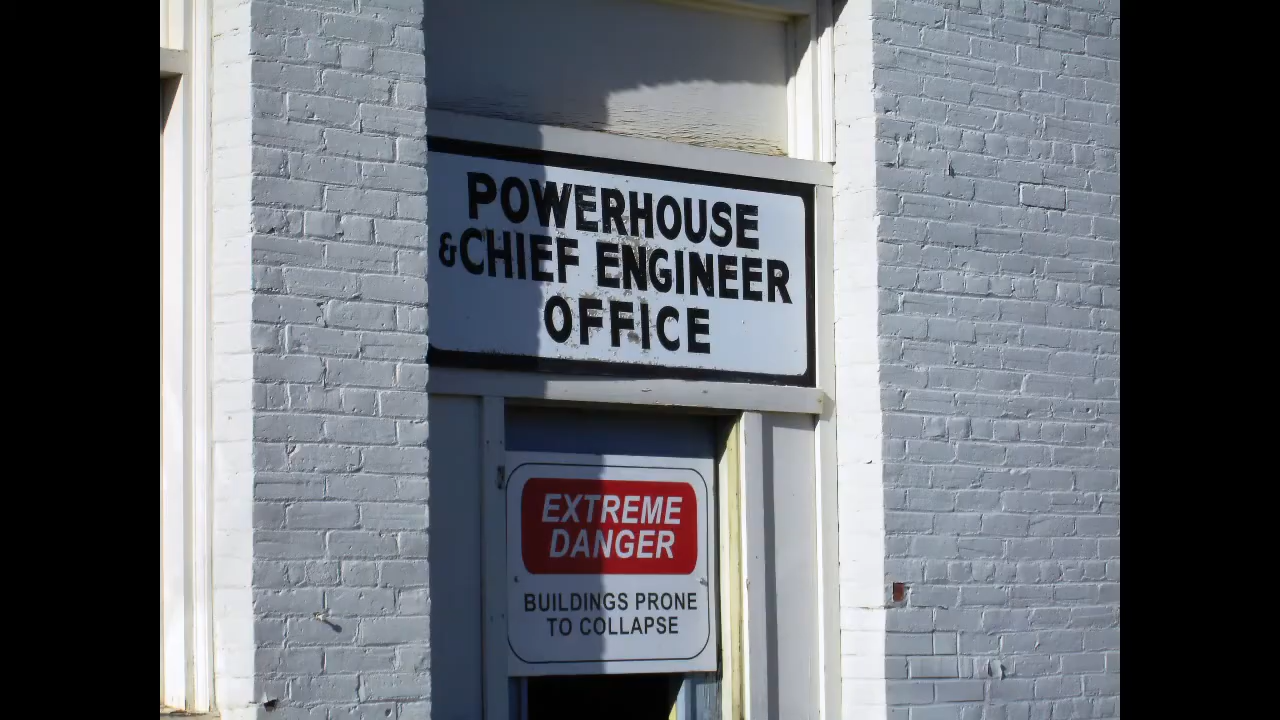 POWERHOUSE
& CHIEF ENGINEER
OFFICE
EXTREME
DANGER
BUILDINGS PRONE
TO COLLAPSE